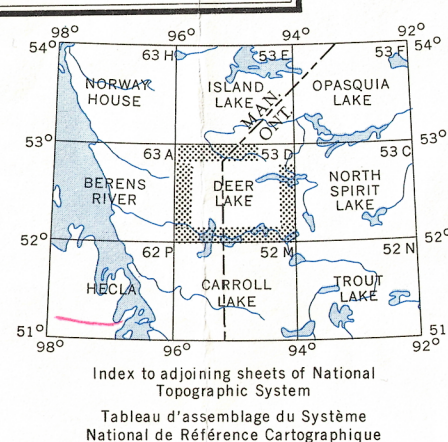 98° 96° 94° 92°
54° 63 H 53 E 53 F 54°
NORWAY HOUSE
ISLAND LAKE
OPASQUIA LAKE
MAN.
ONT.
53° 63 A 53 D 53 C 53°
BERENS RIVER
DEER LAKE
NORTH SPIRIT LAKE
52° 62 P 52 M 52 N 52°
HECLA
CARROLL LAKE
TROUT LAKE
51° 51
98° 96° 94° 92°
Index to adjoining sheets of National
Topographic System
Tableau d'assemblage du Système
National de Référence Cartographique